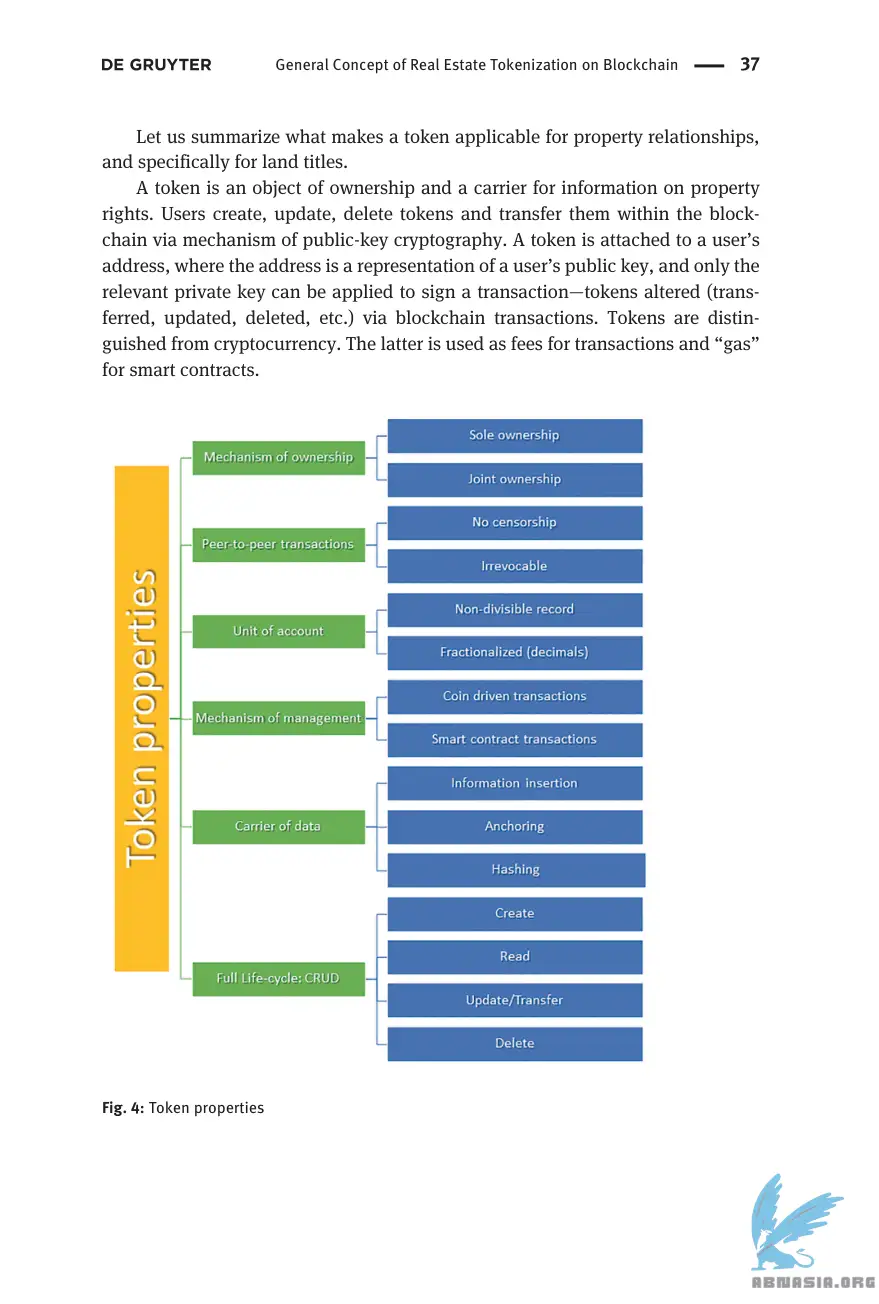 DE GRUYTER General Concept of Real Estate Tokenization on Blockchain — 37
Let us summarize what makes a token applicable for property relationships,
and specifically for land titles.
A token is an object of ownership and a carrier for information on property
rights. Users create, update, delete tokens and transfer them within the block-
chain via mechanism of public-key cryptography. A token is attached to a user’s
address, where the address is a representation of a user’s public key, and only the
relevant private key can be applied to sign a transaction—tokens altered (trans-
ferred, updated, deleted, etc.) via blockchain transactions. Tokens are distin-
guished from cryptocurrency. The latter is used as fees for transactions and “gas”
for smart contracts.
Token properties
Mechanism of ownership
Sole ownership
Joint ownership
Peer-to-peer transactions
No censorship
Irrevocable
Unit of account
Non-divisible record
Fractionalized (decimals)
Mechanism of management
Coin driven transactions
Smart contract transactions
Carrier of data
Information insertion
Anchoring
Hashing
Full Life-cycle: CRUD
Create
Read
Update/Transfer
Delete
Fig. 4: Token properties
ABNASIA.ORG